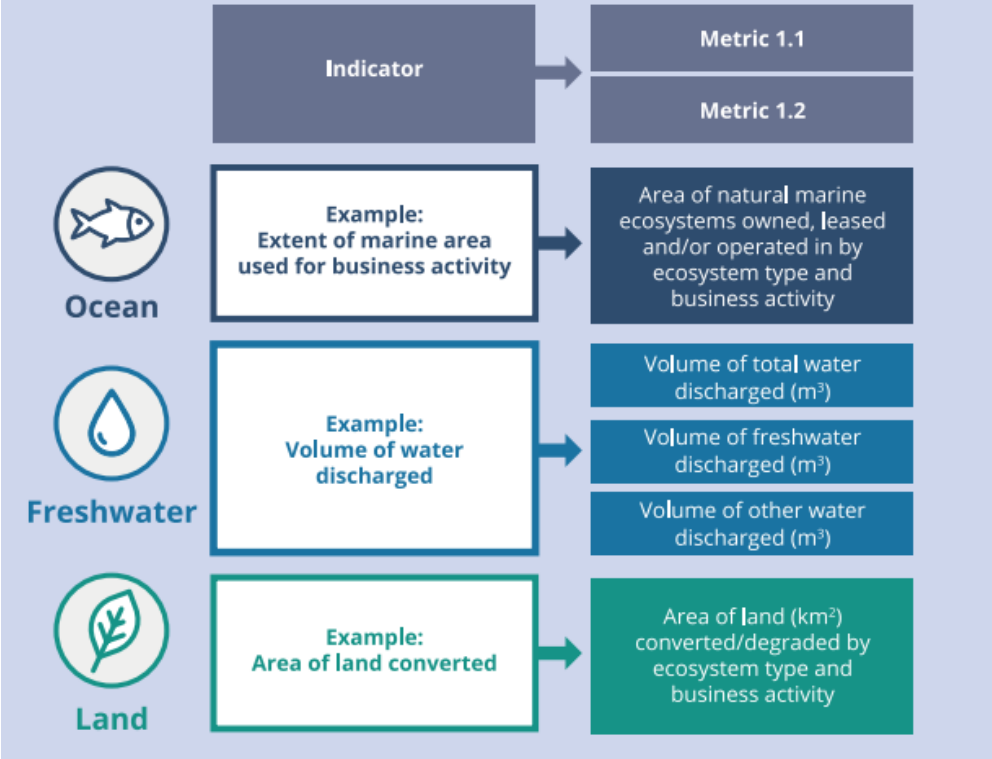 Indicator
Metric 1.1
Metric 1.2
Ocean
Example:
Extent of marine area
used for business activity
Area of natural marine
ecosystems owned, leased
and/or operated in by
ecosystem type and
business activity
Freshwater
Example:
Volume of water
discharged
Volume of total water
discharged (m³)
Volume of freshwater
discharged (m³)
Volume of other water
discharged (m³)
Land
Example:
Area of land converted
Area of land (km²)
converted/degraded by
ecosystem type and
business activity